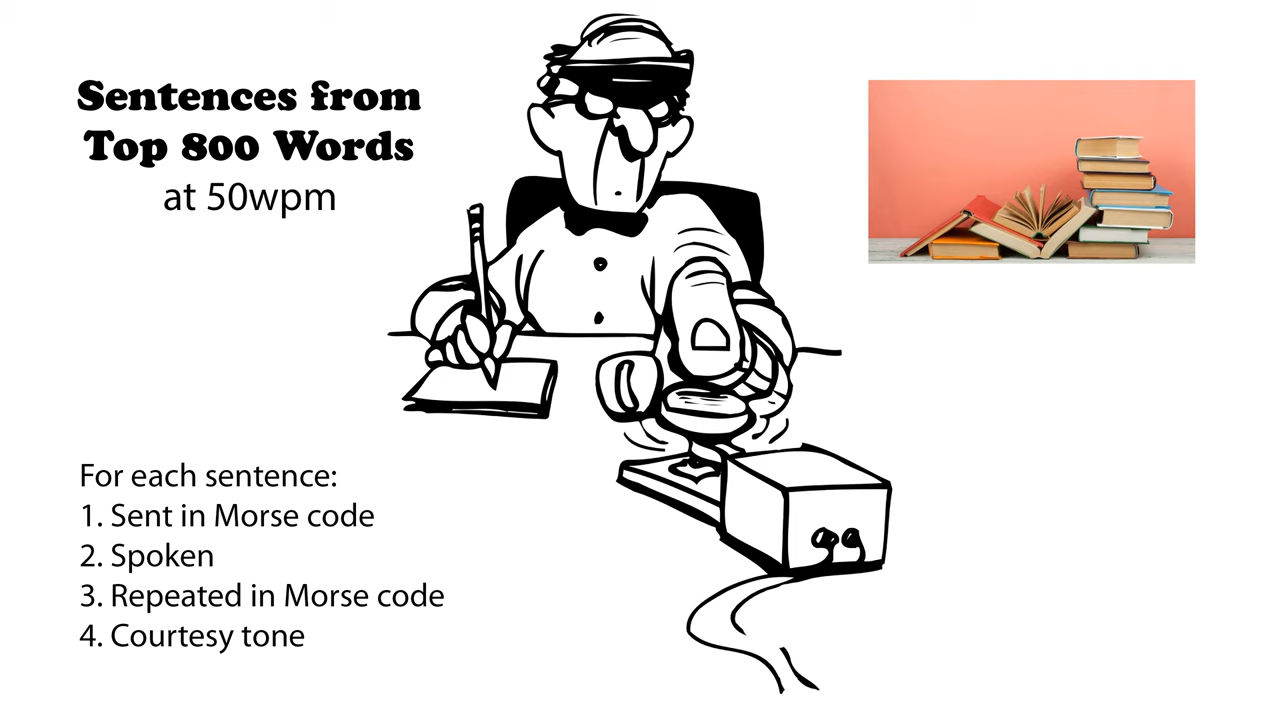 Sentences from
Top 800 Words
at 50wpm
For each sentence:
1. Sent in Morse code
2. Spoken
3. Repeated in Morse code
4. Courtesy tone